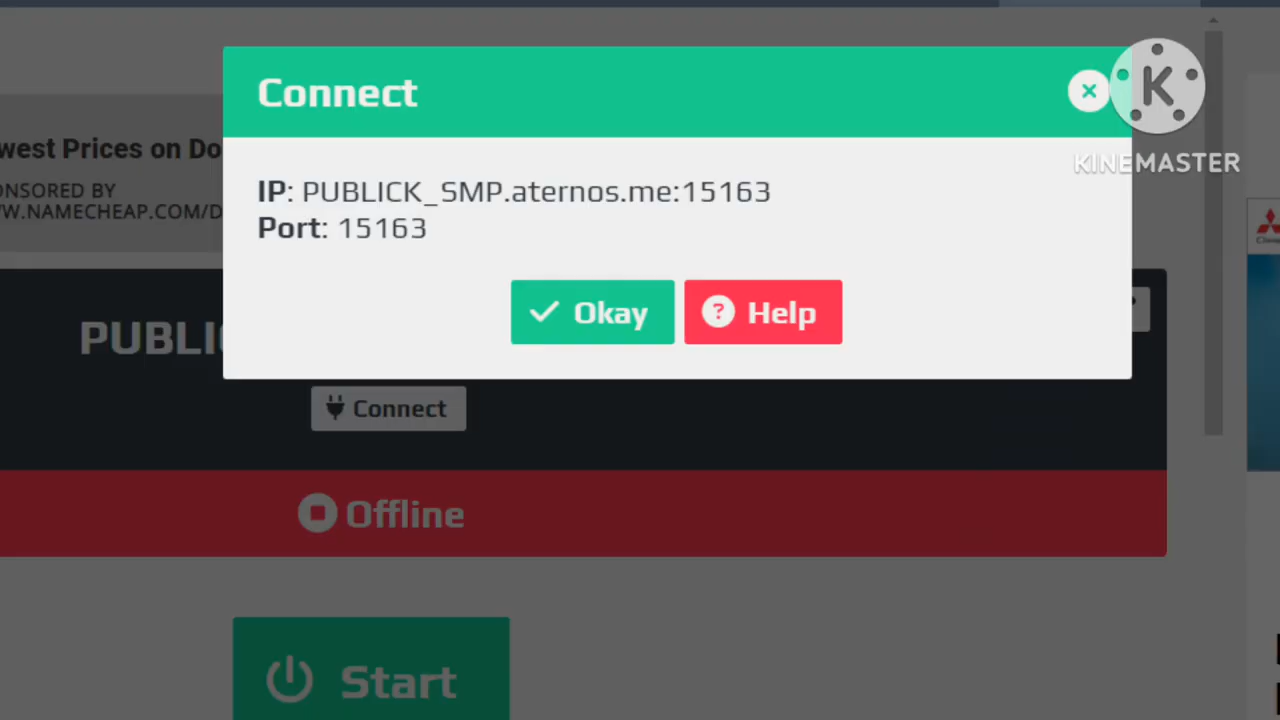 Connect
KINEMASTER
IP: PUBLICK_SMP.aternos.me:15163
Port: 15163
Okay
Help
west Prices on Do
ONSORED BY
W.NAMECHEAP.COM/D
PUBLIC
Connect
Offline
Start